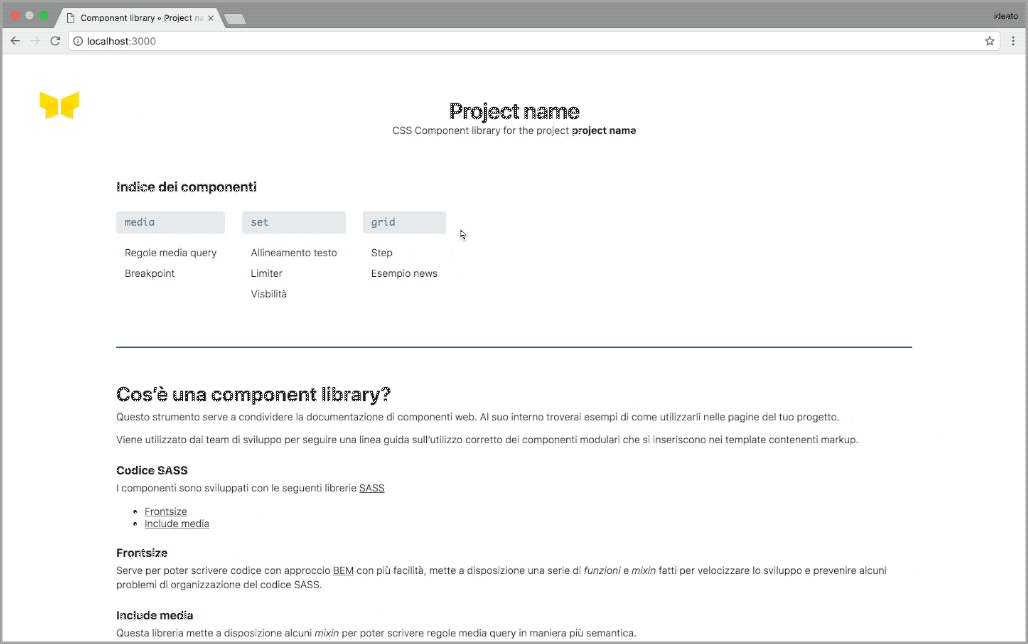 Component library » Project na
ideato
localhost:3000
Project name
CSS Component library for the project project name
Indice dei componenti
media
set
grid
Regole media query
Allineamento testo
Step
Breakpoint
Limiter
Esempio news
Visbilità
Cos'è una component library?
Questo strumento serve a condividere la documentazione di componenti web. Al suo interno troverai esempi di come utilizzarli nelle pagine del tuo progetto.
Viene utilizzato dai team di sviluppo per seguire una linea guida sull'utilizzo corretto dei componenti modulari che si inseriscono nei template contenenti markup.
Codice SASS
I componenti sono sviluppati con le seguenti librerie SASS
Frontsize
Include media
Frontsize
Serve per poter scrivere codice con approccio BEM con più facilità, mette a disposizione una serie di funzioni e mixin fatti per velocizzare lo sviluppo e prevenire alcuni
problemi di organizzazione del codice SASS.
Include media
Questa libreria mette a disposizione alcuni mixin per poter scrivere regole media query in maniera più semantica.